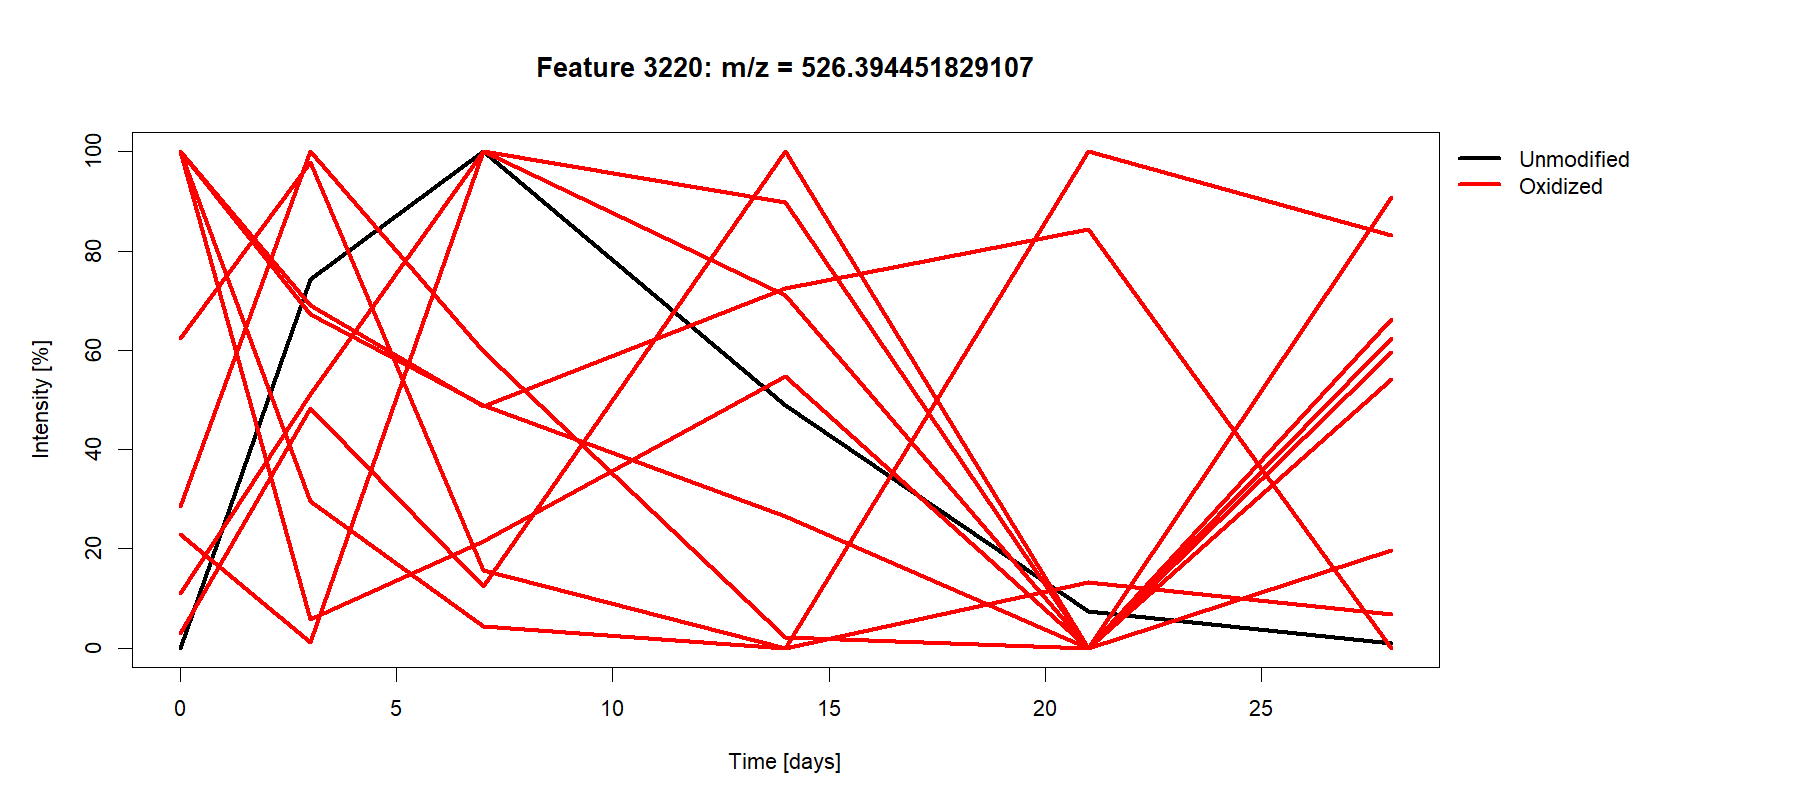 Feature 3220: m/z = 526.394451829107
Unmodified
Oxidized
Intensity [%]
100
80
60
40
20
0
0 5 10 15 20 25
Time [days]